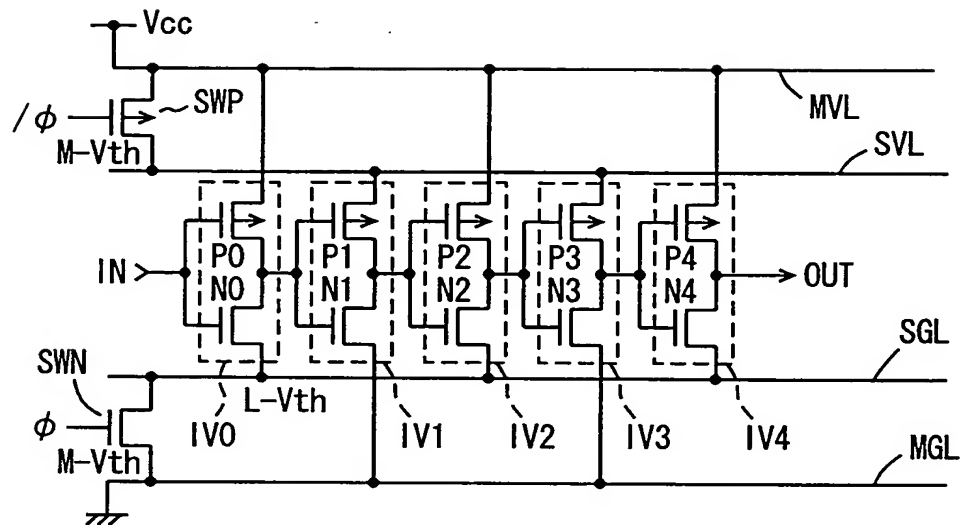 Vcc
/φ
SWP
M-Vth
MVL
SVL
IN
P0
N0
P1
N1
P2
N2
P3
N3
P4
N4
OUT
SWN
φ
M-Vth
L-Vth
IV0
IV1
IV2
IV3
IV4
SGL
MGL